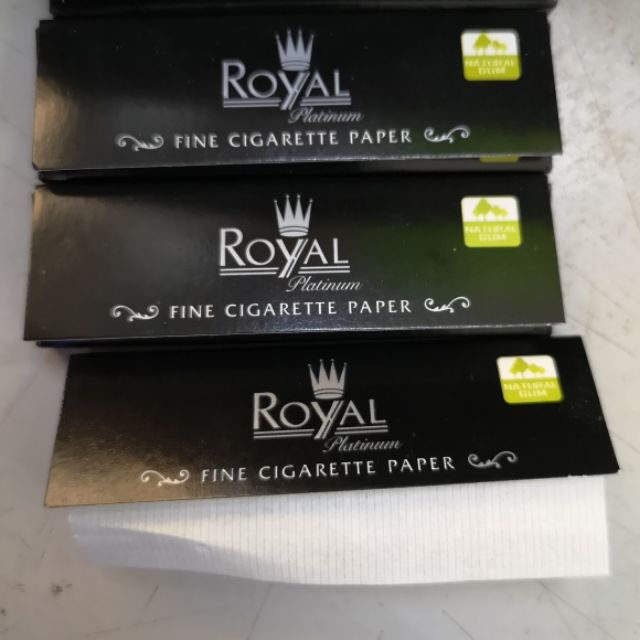 ROYAL
Platinum
FINE CIGARETTE PAPER
NATURAL
GUM
ROYAL
Platinum
FINE CIGARETTE PAPER
NATURAL
GUM
ROYAL
Platinum
FINE CIGARETTE PAPER
NATURAL
GUM